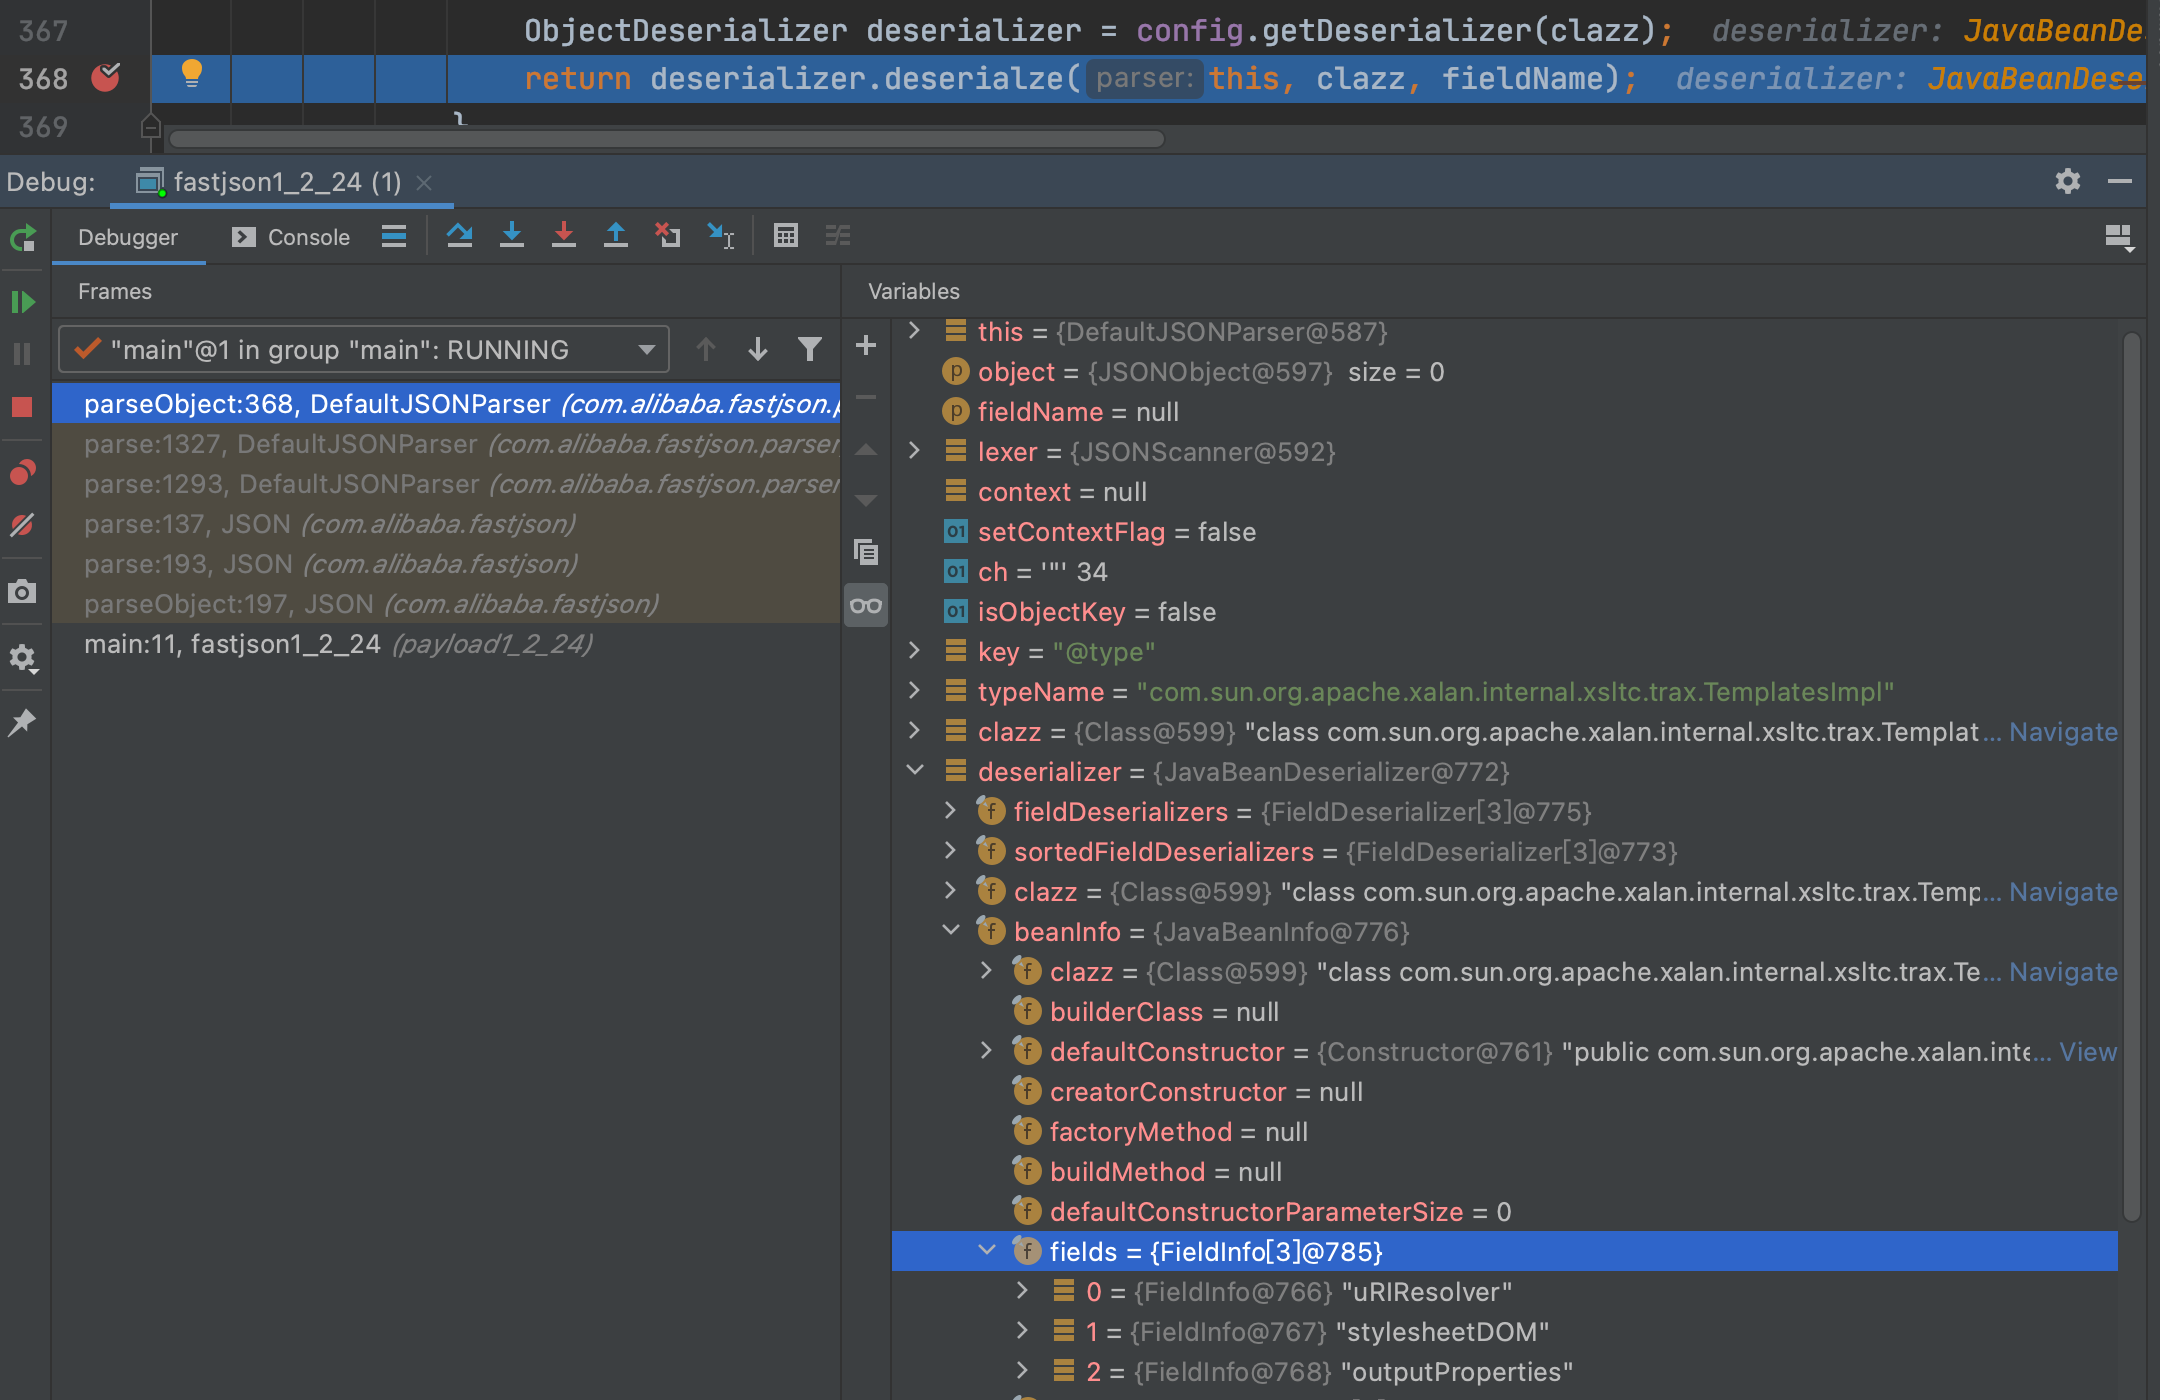 367 ObjectDeserializer deserializer = config.getDeserializer(clazz); deserializer: JavaBeanDe
368 return deserializer.deserialze( parser: this, clazz, fieldName); deserializer: JavaBeanDese
369 }
Debug: fastjson1_2_24 (1)
Debugger Console
Frames
"main"@1 in group "main": RUNNING
parseObject:368, DefaultJSONParser (com.alibaba.fastjson.p
parse:1327, DefaultJSONParser (com.alibaba.fastjson.parser
parse:1293, DefaultJSONParser (com.alibaba.fastjson.parser
parse:137, JSON (com.alibaba.fastjson)
parse:193, JSON (com.alibaba.fastjson)
parseObject:197, JSON (com.alibaba.fastjson)
main:11, fastjson1_2_24 (payload1_2_24)
Variables
this = {DefaultJSONParser@587}
p object = {JSONObject@597} size = 0
p fieldName = null
lexer = {JSONScanner@592}
context = null
01 setContextFlag = false
01 ch = '"' 34
01 isObjectKey = false
key = "@type"
typeName = "com.sun.org.apache.xalan.internal.xsltc.trax.TemplatesImpl"
clazz = {Class@599} "class com.sun.org.apache.xalan.internal.xsltc.trax.Templat... Navigate
deserializer = {JavaBeanDeserializer@772}
f fieldDeserializers = {FieldDeserializer[3]@775}
f sortedFieldDeserializers = {FieldDeserializer[3]@773}
f clazz = {Class@599} "class com.sun.org.apache.xalan.internal.xsltc.trax.Temp... Navigate
f beanInfo = {JavaBeanInfo@776}
f clazz = {Class@599} "class com.sun.org.apache.xalan.internal.xsltc.trax.Te... Navigate
f builderClass = null
f defaultConstructor = {Constructor@761} "public com.sun.org.apache.xalan.inte... View
f creatorConstructor = null
f factoryMethod = null
f buildMethod = null
f defaultConstructorParameterSize = 0
f fields = {FieldInfo[3]@785}
0 = {FieldInfo@766} "uRIResolver"
1 = {FieldInfo@767} "stylesheetDOM"
2 = {FieldInfo@768} "outputProperties"